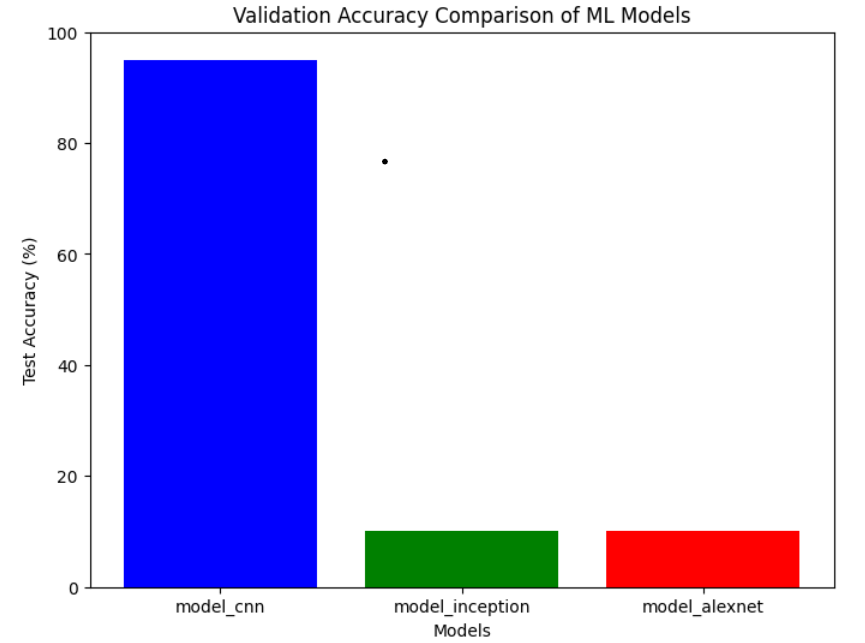 Validation Accuracy Comparison of ML Models
100
80
60
40
20
0
Test Accuracy (%)
model_cnn model_inception model_alexnet
Models